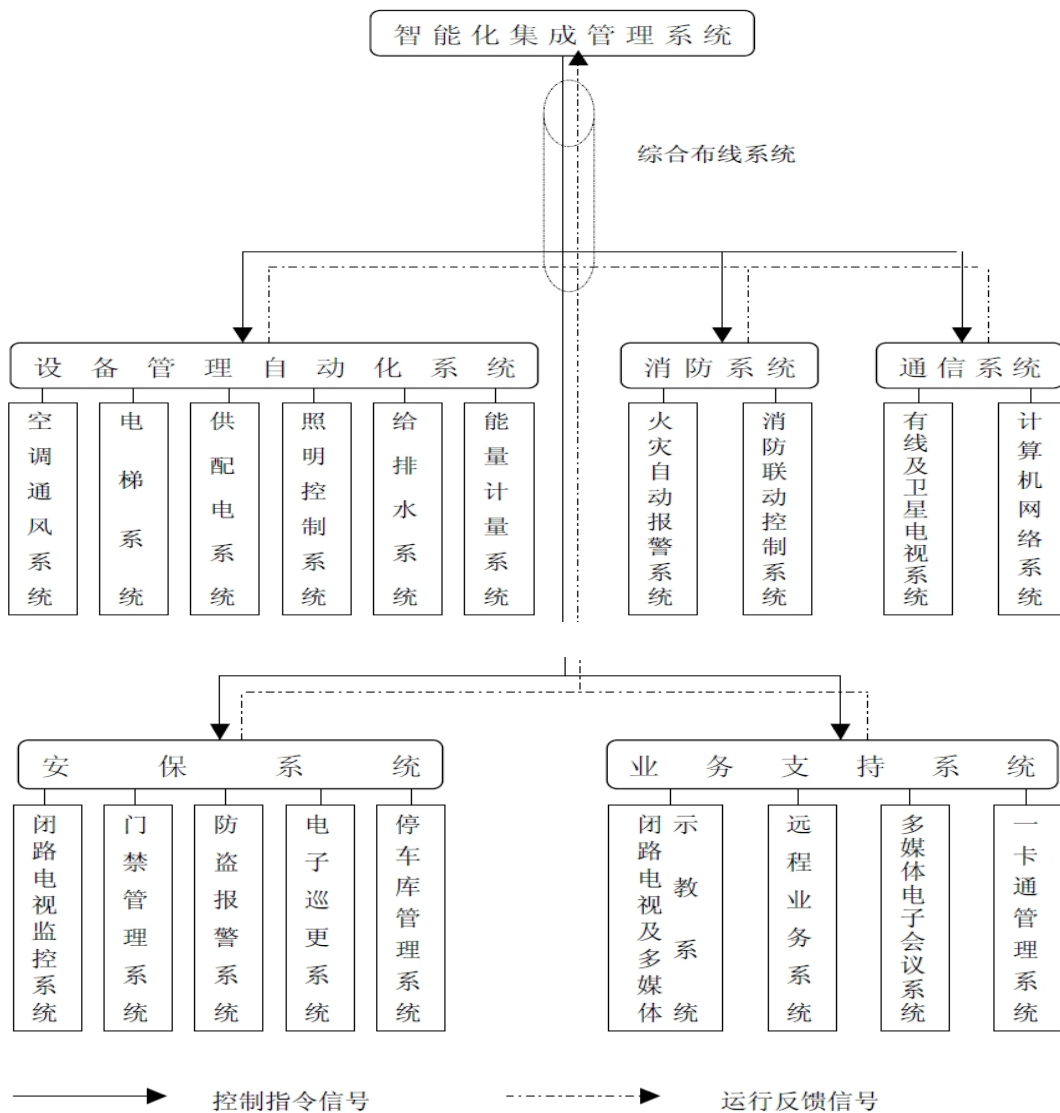 智能化集成管理系统
综合布线系统
设备管理自动化系统
消防系统
通信系统
空调通风系统
电梯系统
供配电系统
照明控制系统
给排水系统
能量计量系统
火灾自动报警系统
消防联动控制系统
有线及卫星电视系统
计算机网络系统
安保系统
业务支持系统
闭路电视监控系统
门禁管理系统
防盗报警系统
电子巡更系统
停车库管理系统
闭路电视及多媒体
示教系统
远程业务系统
多媒体电子会议系统
一卡通管理系统
控制指令信号
运行反馈信号